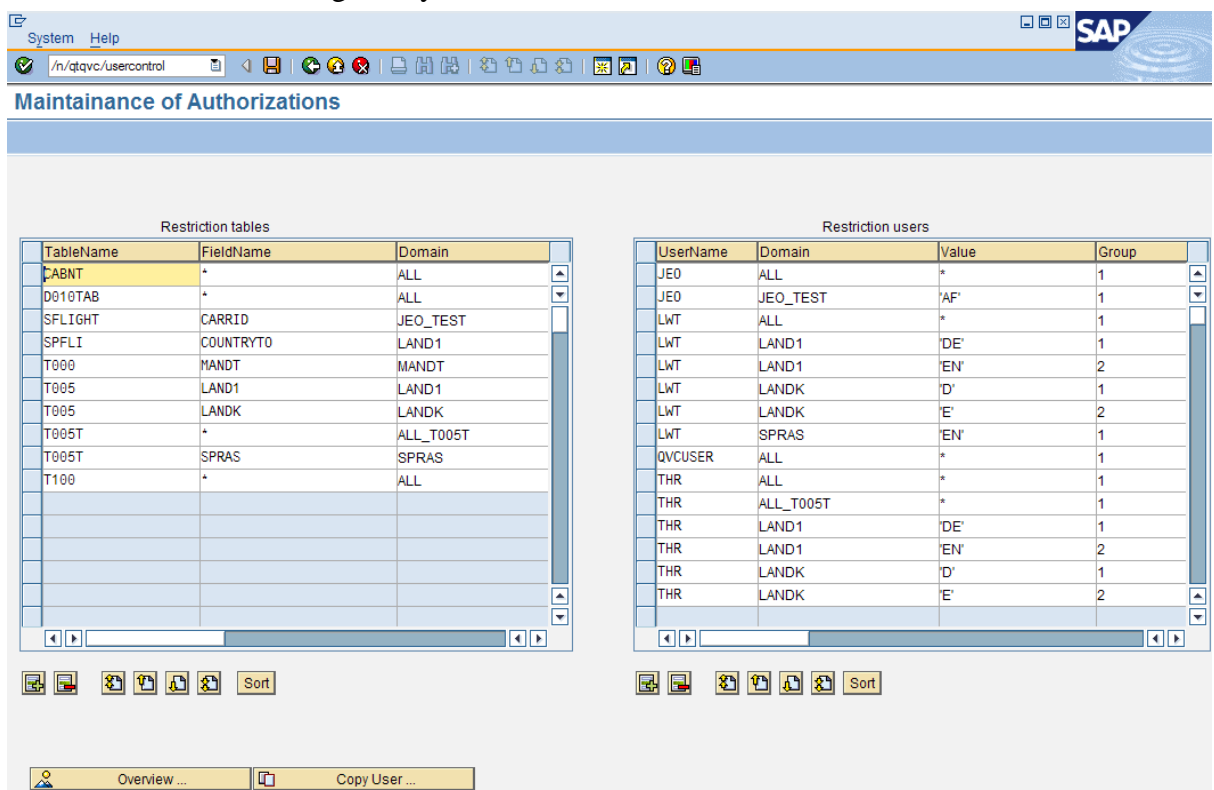 System Help
SAP
/n/qtqvc/usercontrol
Maintainance of Authorizations
Restriction tables
TableName FieldName Domain
CABNT * ALL
D010TAB * ALL
SFLIGHT CARRID JEO_TEST
SPFLI COUNTRYTO LAND1
T000 MANDT MANDT
T005 LAND1 LAND1
T005 LANDK LANDK
T005T * ALL_T005T
T005T SPRAS SPRAS
T100 * ALL
Sort
Restriction users
UserName Domain Value Group
JEO ALL * 1
JEO JEO_TEST 'AF' 1
LWT ALL * 1
LWT LAND1 'DE' 1
LWT LAND1 'EN' 2
LWT LANDK 'D' 1
LWT LANDK 'E' 2
LWT SPRAS 'EN' 1
QVCUSER ALL * 1
THR ALL * 1
THR ALL_T005T * 1
THR LAND1 'DE' 1
THR LAND1 'EN' 2
THR LANDK 'D' 1
THR LANDK 'E' 2
Sort
Overview ... Copy User ...